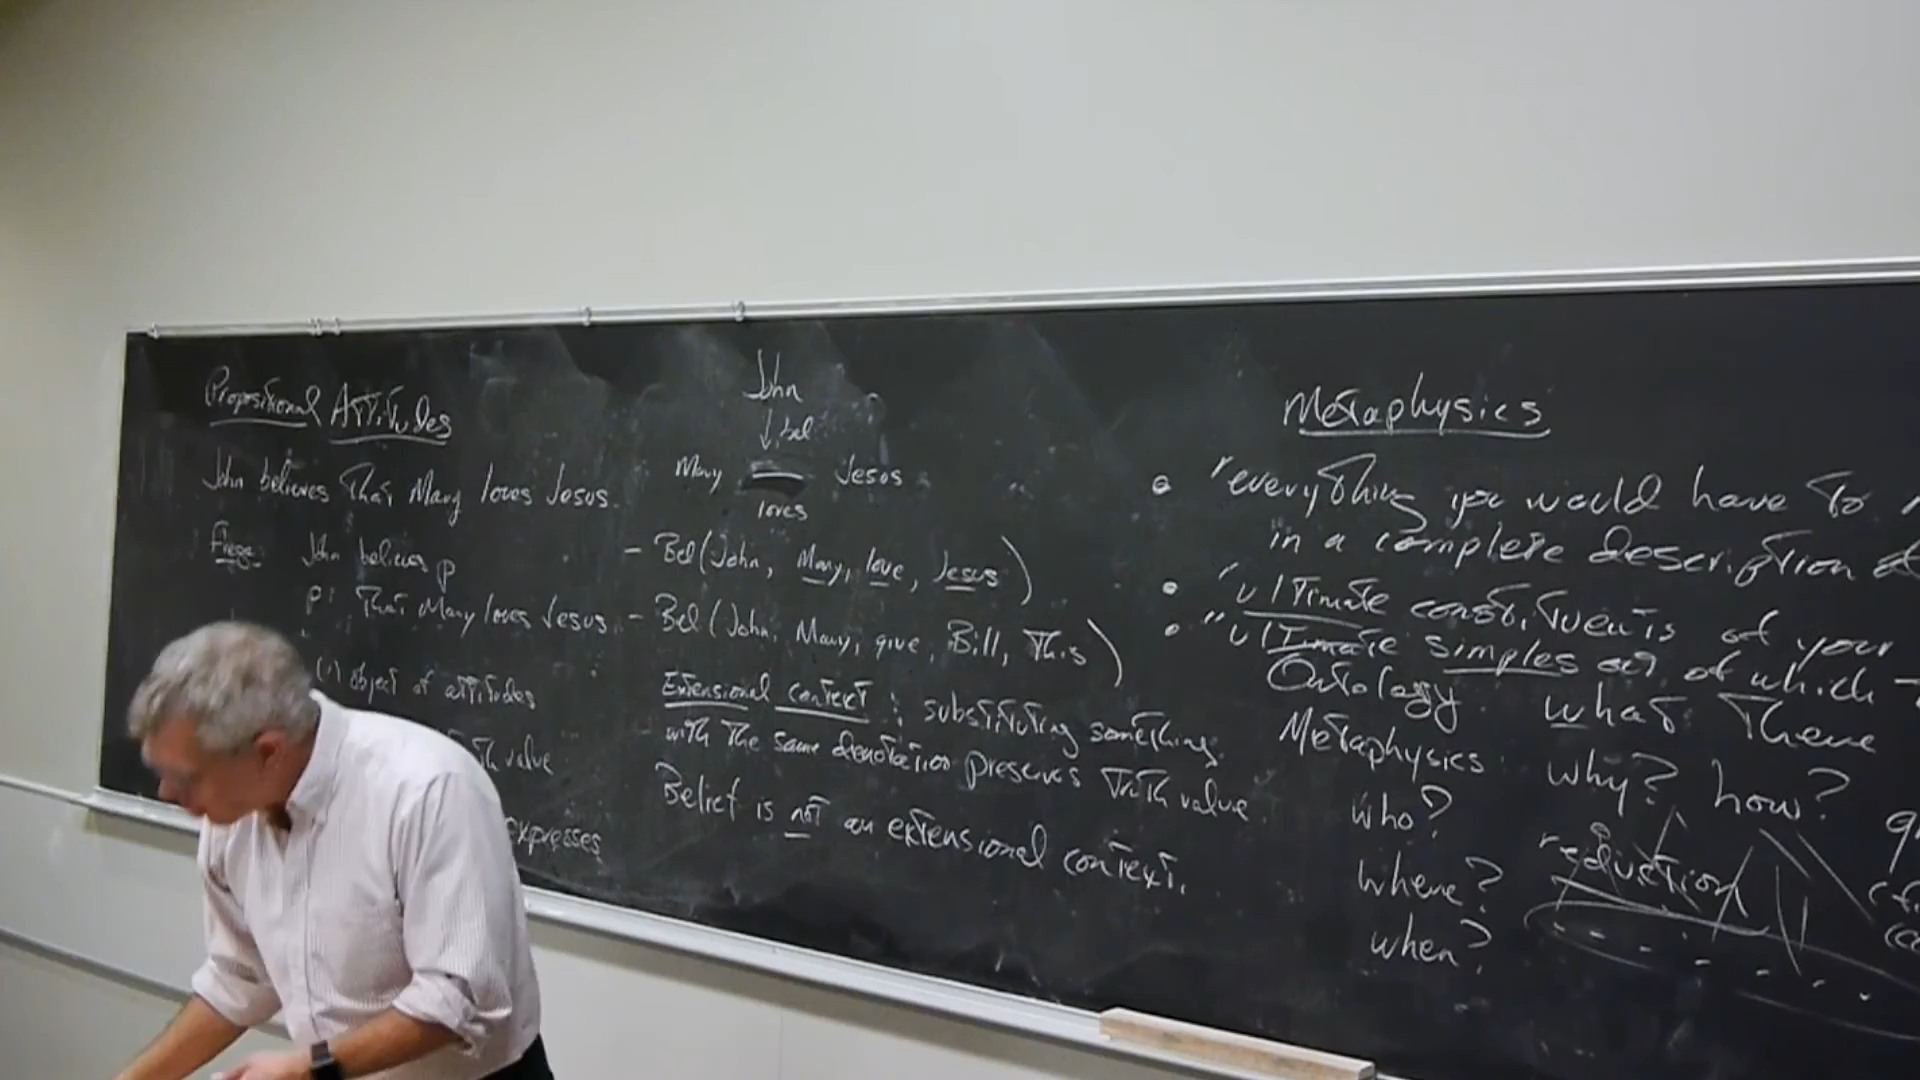 Propositional Attitudes
John believes that Mary loves Jesus.
Frege: John believes p
p: That Mary loves Jesus.
(1) object of attitudes
truth value
expresses
John
↓ bel
Mary Jesus
loves
- Bel(John, Mary, love, Jesus)
- Bel(John, Mary, give, Bill, This)
Extensional context: substituting something
with the same denotation preserves truth value
Belief is not an extensional context.
Metaphysics
• "everything you would have to
in a complete description
• "ultimate constituents of your
• "ultimate simples out of which
Ontology: what there
Metaphysics: why? how?
who?
where?
when?
reduction